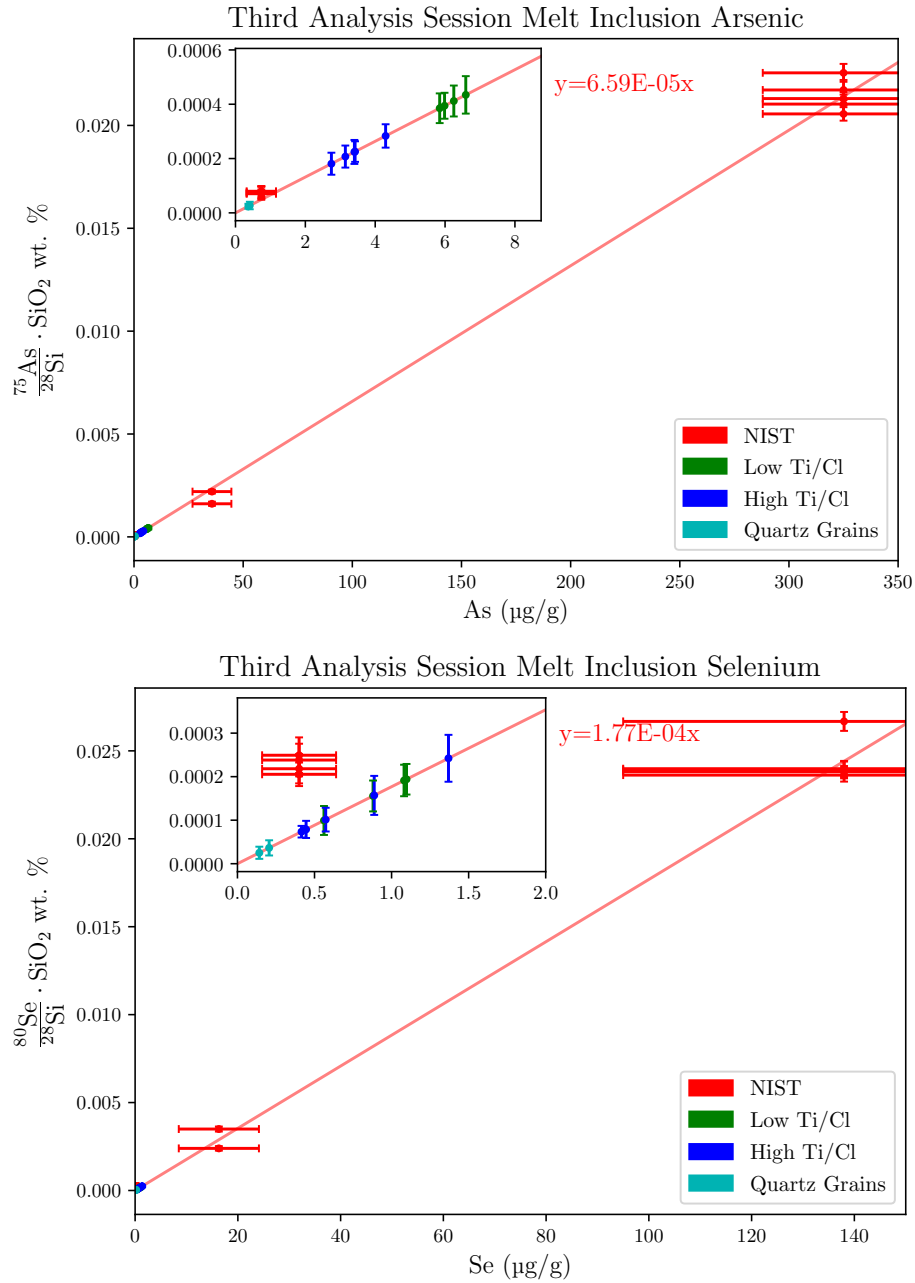 Third Analysis Session Melt Inclusion Arsenic
y=6.59E-05x
0.0006
0.0004
0.0002
0.0000
0 2 4 6 8
0.020
0.015
0.010
0.005
0.000
75As/28Si · SiO2 wt. %
NIST
Low Ti/Cl
High Ti/Cl
Quartz Grains
0 50 100 150 200 250 300 350
As (µg/g)
Third Analysis Session Melt Inclusion Selenium
y=1.77E-04x
0.0003
0.0002
0.0001
0.0000
0.0 0.5 1.0 1.5 2.0
0.025
0.020
0.015
0.010
0.005
0.000
80Se/28Si · SiO2 wt. %
NIST
Low Ti/Cl
High Ti/Cl
Quartz Grains
0 20 40 60 80 100 120 140
Se (µg/g)